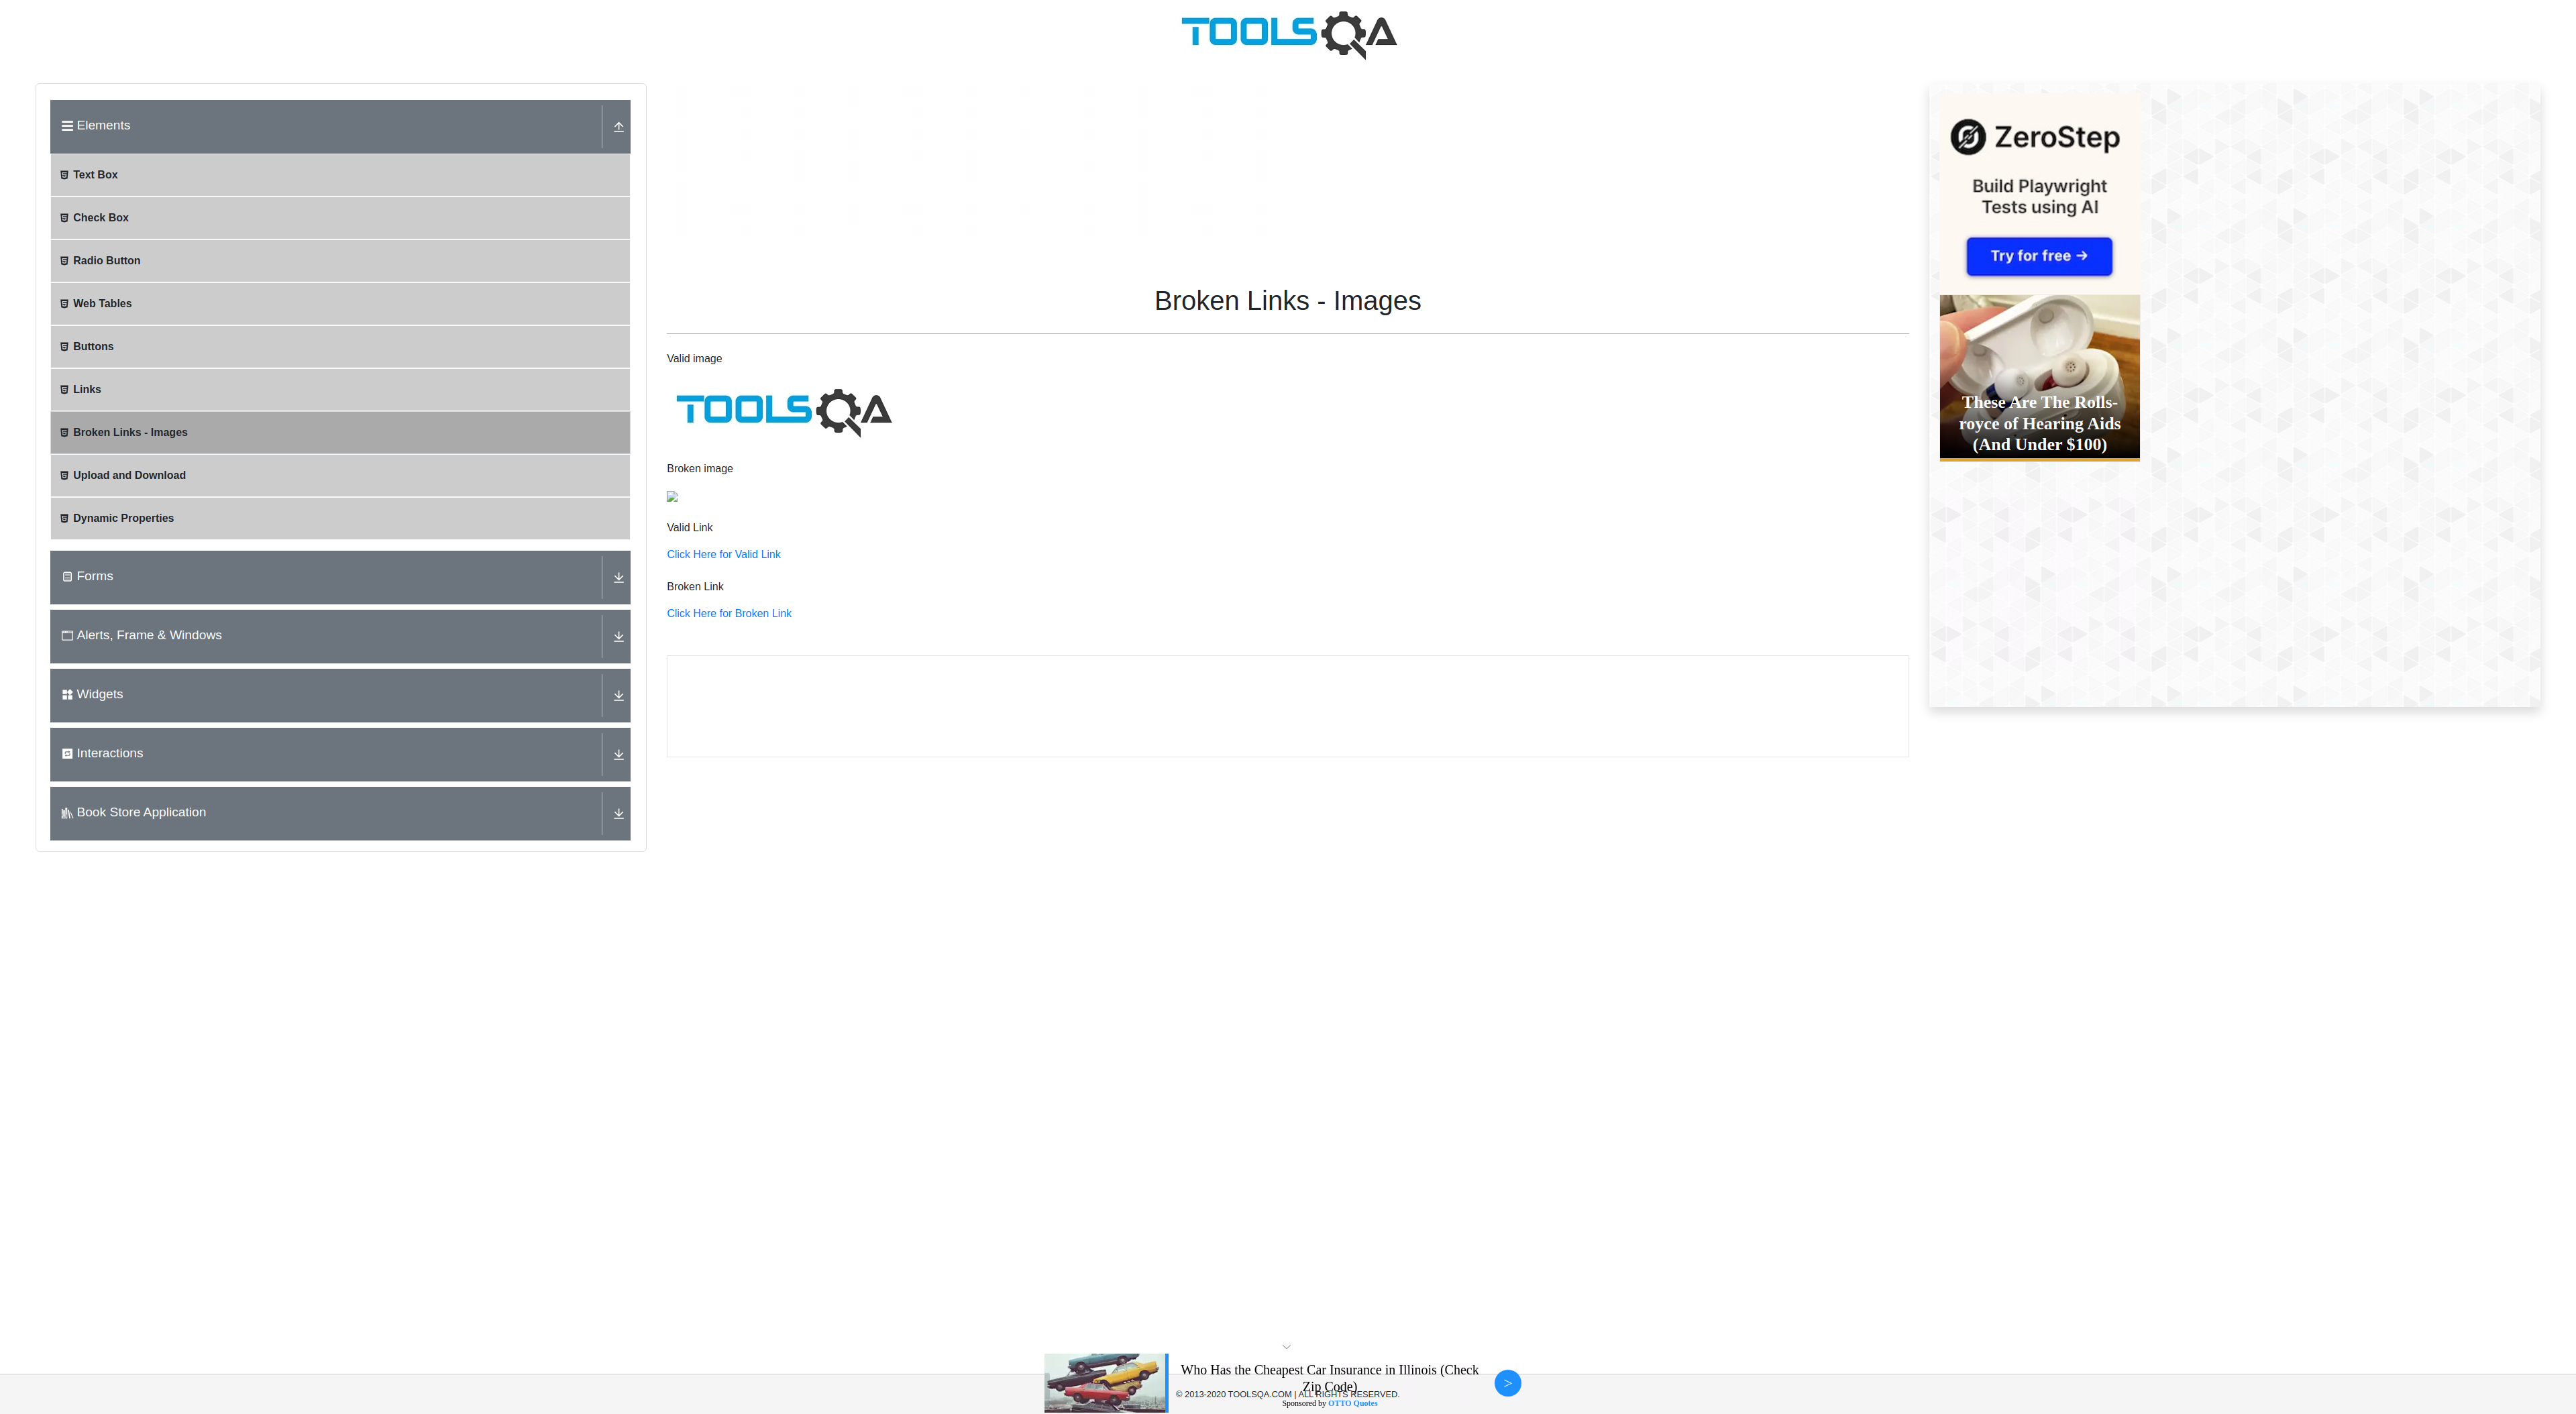 TOOLSQA
Elements
Text Box
Check Box
Radio Button
Web Tables
Buttons
Links
Broken Links - Images
Upload and Download
Dynamic Properties
Forms
Alerts, Frame & Windows
Widgets
Interactions
Book Store Application
Broken Links - Images
Valid image
TOOLSQA
Broken image
Valid Link
Click Here for Valid Link
Broken Link
Click Here for Broken Link
ZeroStep
Build Playwright
Tests using AI
Try for free →
These Are The Rolls-
royce of Hearing Aids
(And Under $100)
Who Has the Cheapest Car Insurance in Illinois (Check
Zip Code)
© 2013-2020 TOOLSQA.COM | ALL RIGHTS RESERVED.
Sponsored by OTTO Quotes
>